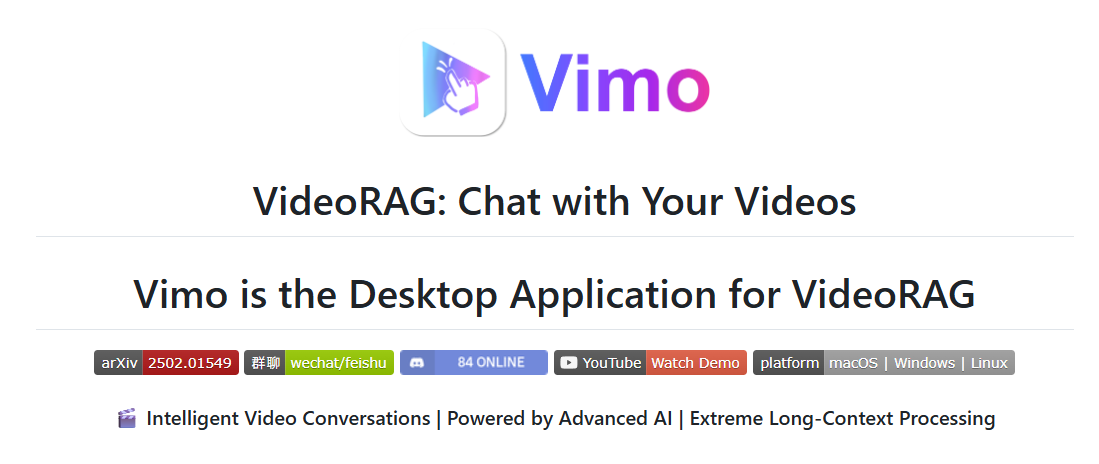 Vimo
VideoRAG: Chat with Your Videos
Vimo is the Desktop Application for VideoRAG
arXiv 2502.01549 群聊 wechat/feishu 84 ONLINE YouTube Watch Demo platform macOS | Windows | Linux
Intelligent Video Conversations | Powered by Advanced AI | Extreme Long-Context Processing